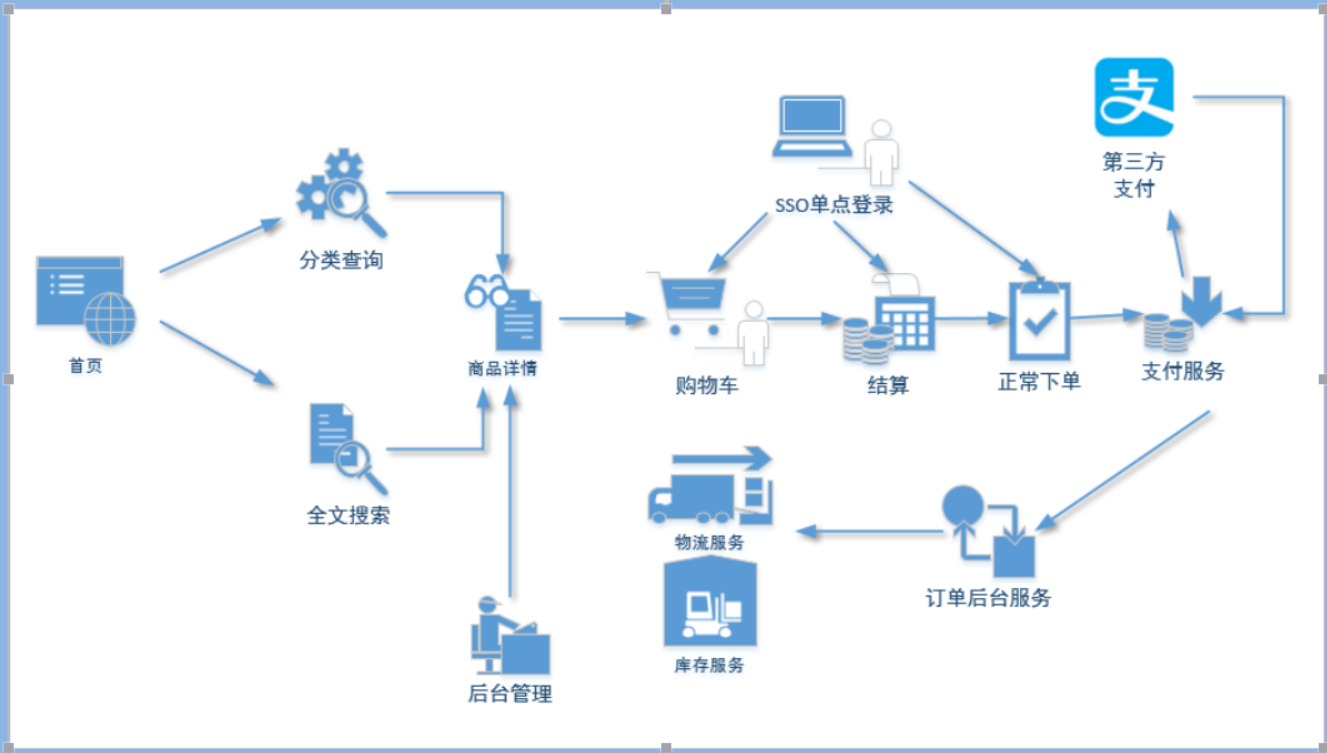 第三方
支付
SSO单点登录
分类查询
首页
商品详情
购物车
结算
正常下单
支付服务
全文搜索
物流服务
订单后台服务
库存服务
后台管理
支